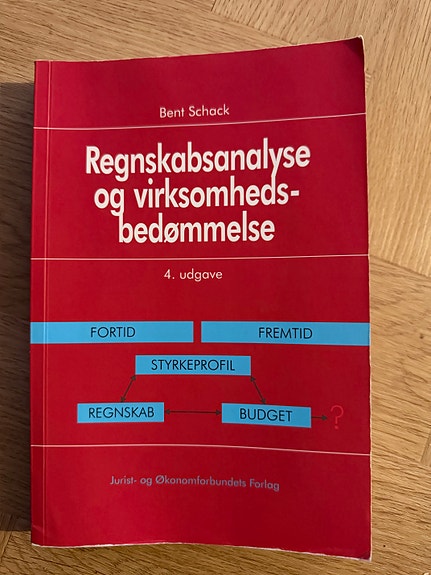 Bent Schack
Regnskabsanalyse
og virksomheds-
bedømmelse
4. udgave
FORTID FREMTID
STYRKEPROFIL
REGNSKAB BUDGET ?
Jurist- og Økonomforbundets Forlag